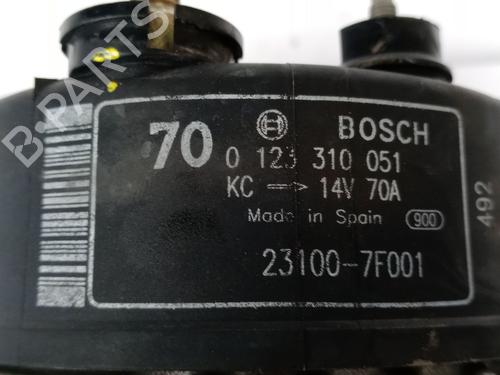 B-PARTS
70 BOSCH
0 123 310 051
KC => 14V 70A
Made in Spain 900
23100-7F001
492